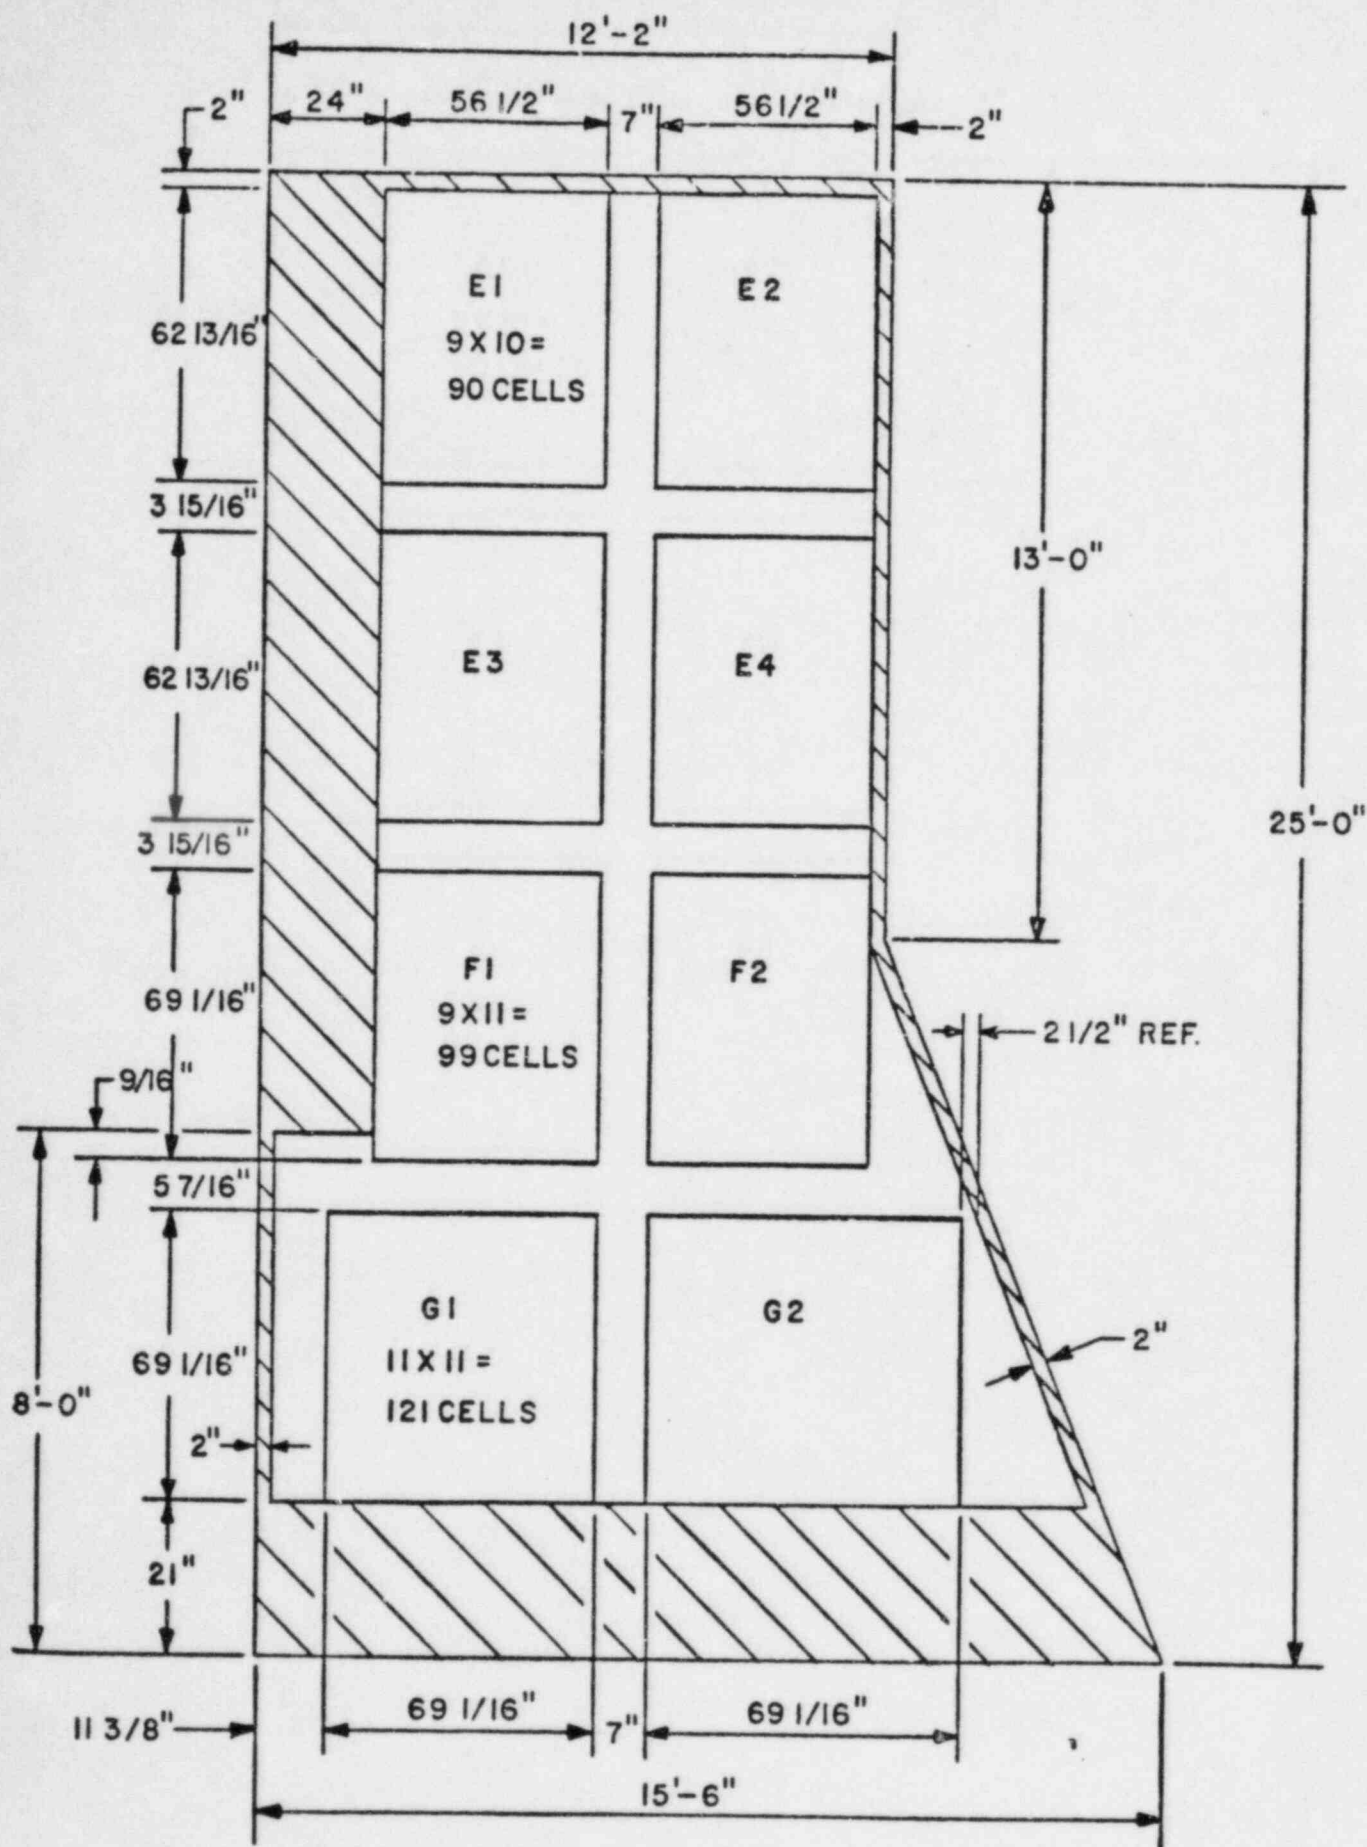 12'-2"
2"
24"
56 1/2"
7"
56 1/2"
2"
E1
9 X 10 =
90 CELLS
E2
62 13/16"
3 15/16"
13'-0"
E3
E4
62 13/16"
25'-0"
3 15/16"
F1
9 X 11 =
99 CELLS
F2
69 1/16"
2 1/2" REF.
9/16"
5 7/16"
G1
11 X 11 =
121 CELLS
G2
69 1/16"
2"
8'-0"
2"
21"
11 3/8"
69 1/16"
7"
69 1/16"
15'-6"